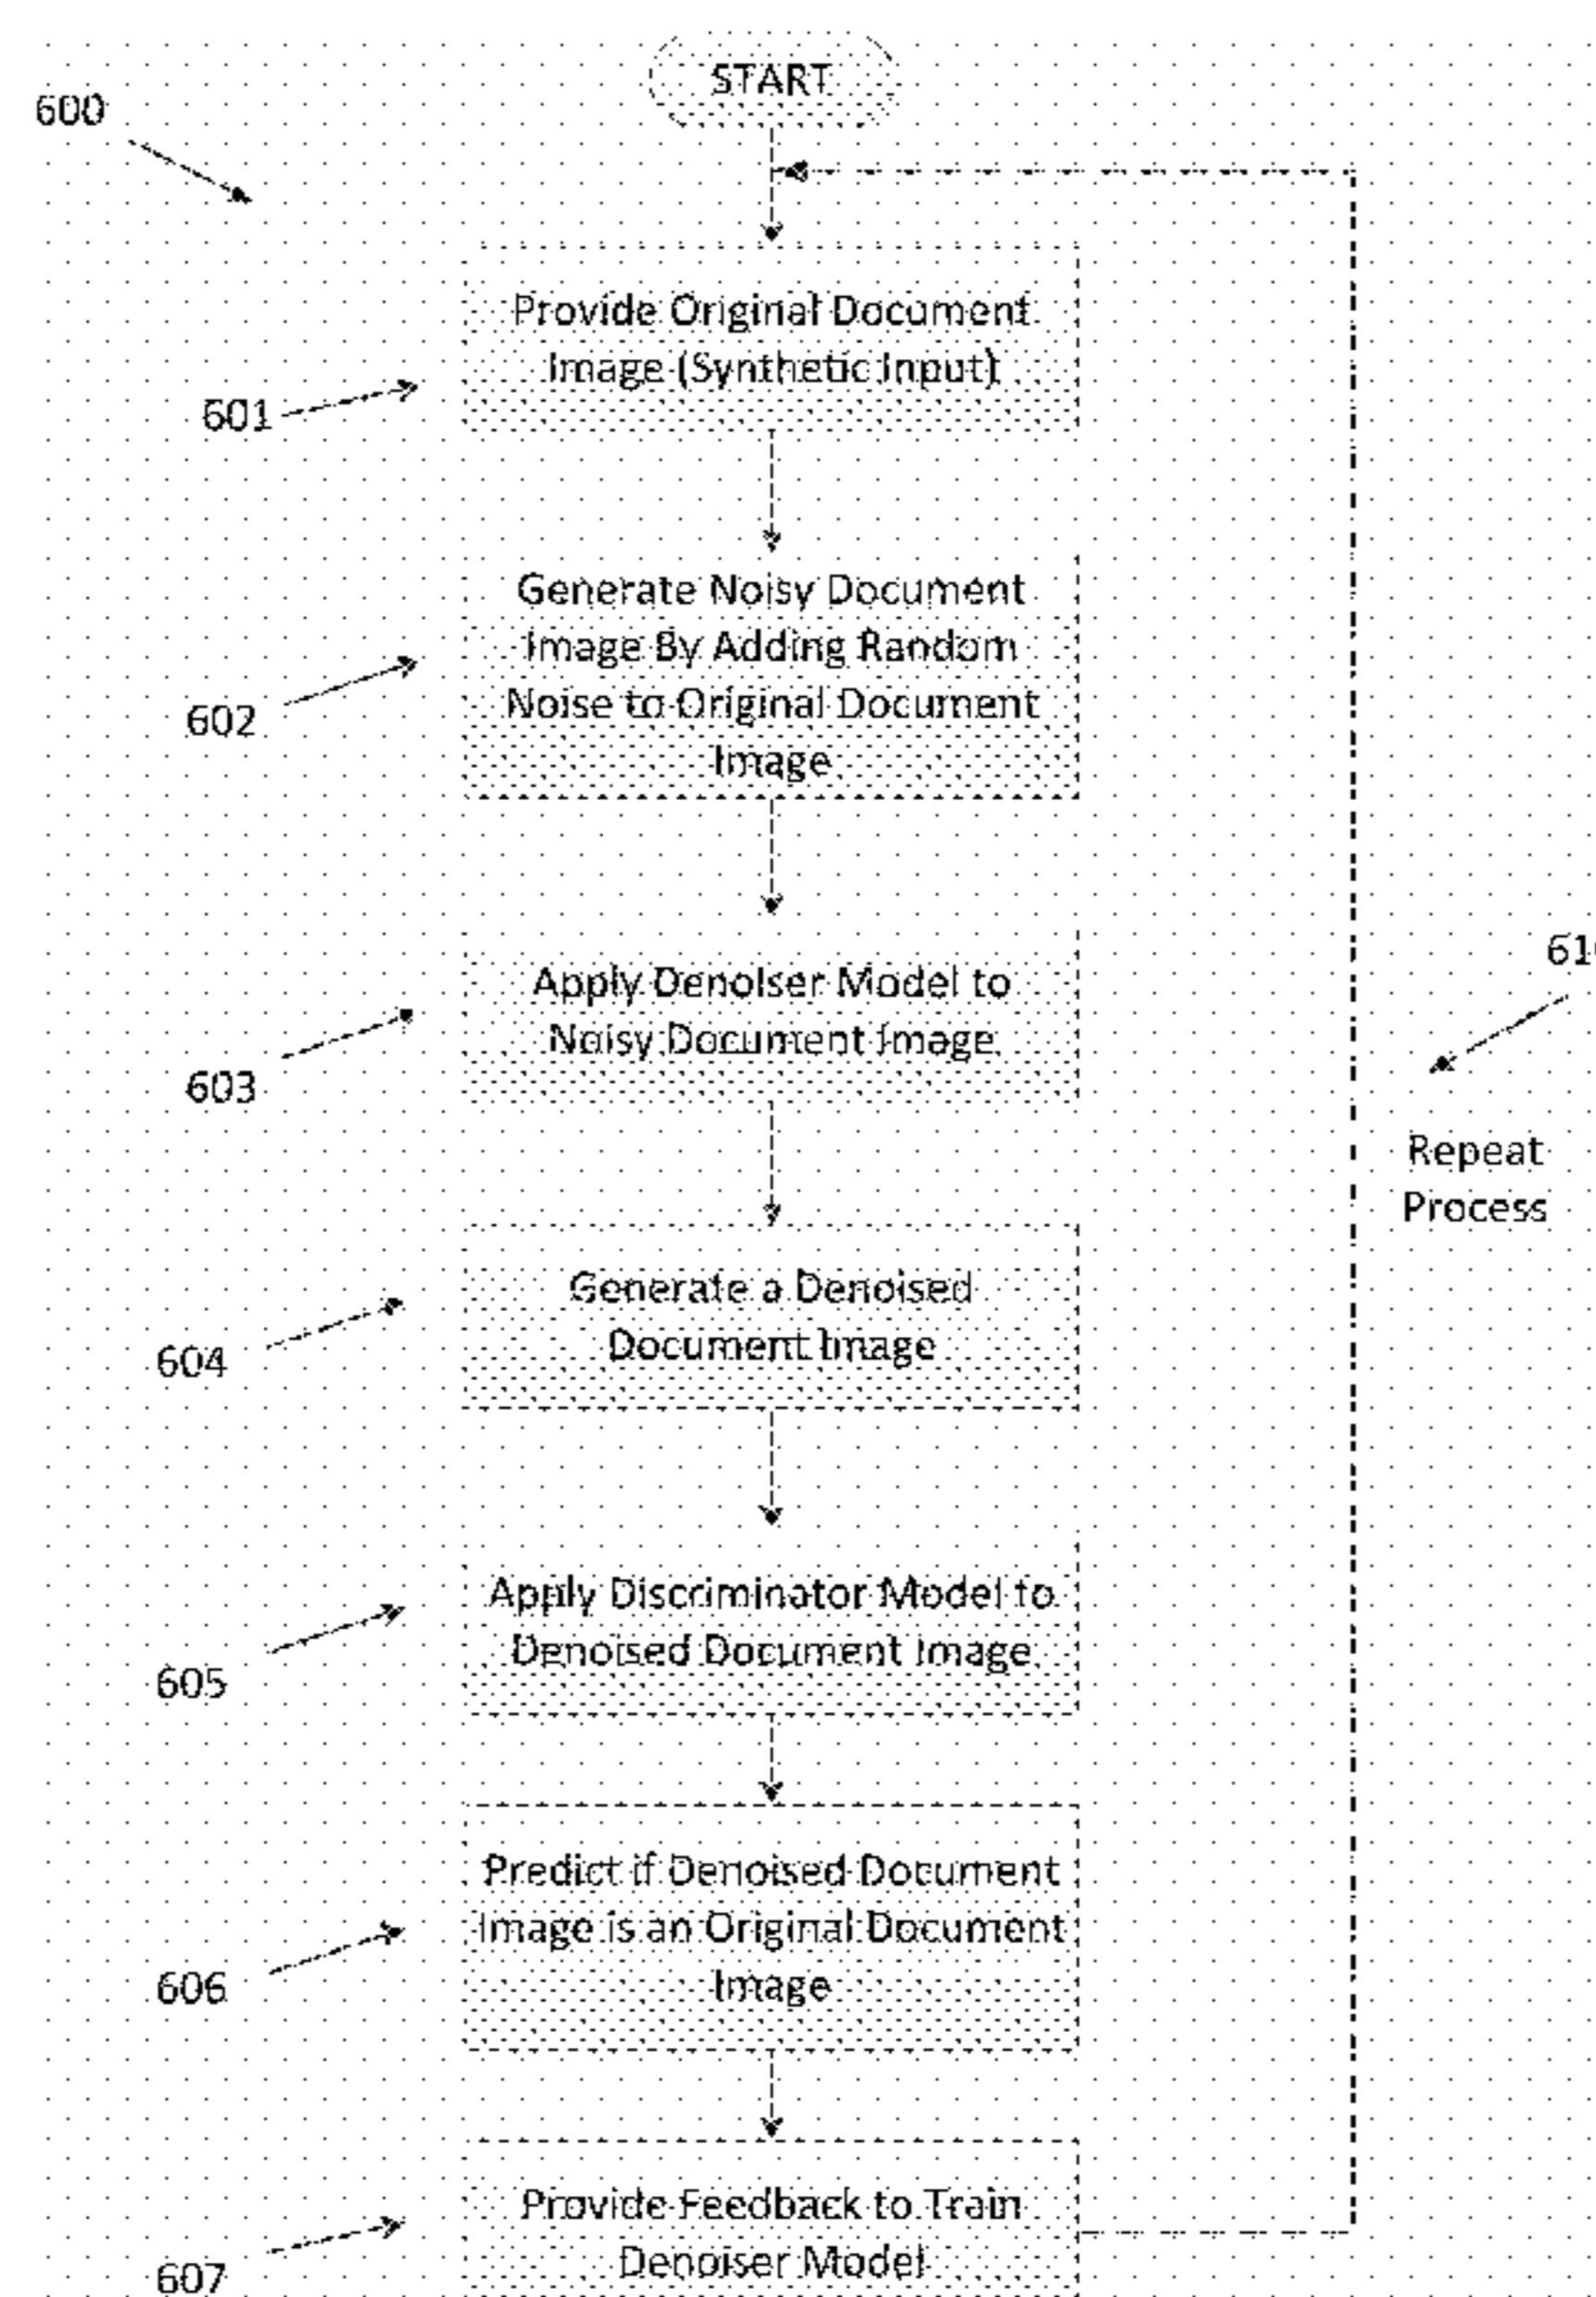 START
600
Provide Original Document
Image (Synthetic Input)
601
Generate Noisy Document
Image By Adding Random
Noise to Original Document
Image
602
Apply Denoiser Model to
Noisy Document Image
603
Repeat
Process
Generate a Denoised
Document Image
604
Apply Discriminator Model to
Denoised Document Image
605
Predict if Denoised Document
Image is an Original Document
Image
606
Provide Feedback to Train
Denoiser Model
607